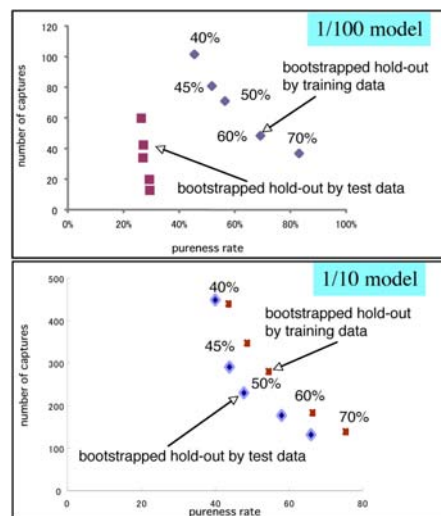 1/100 model
120
100
80
60
40
20
0
number of captures
40%
45%
50%
60%
70%
bootstrapped hold-out
by training data
bootstrapped hold-out by test data
0%
20%
40%
60%
80%
100%
pureness rate
1/10 model
500
400
300
200
100
0
number of captures
40%
45%
50%
60%
70%
bootstrapped hold-out
by training data
bootstrapped hold-out by test data
0
20
40
60
80
pureness rate